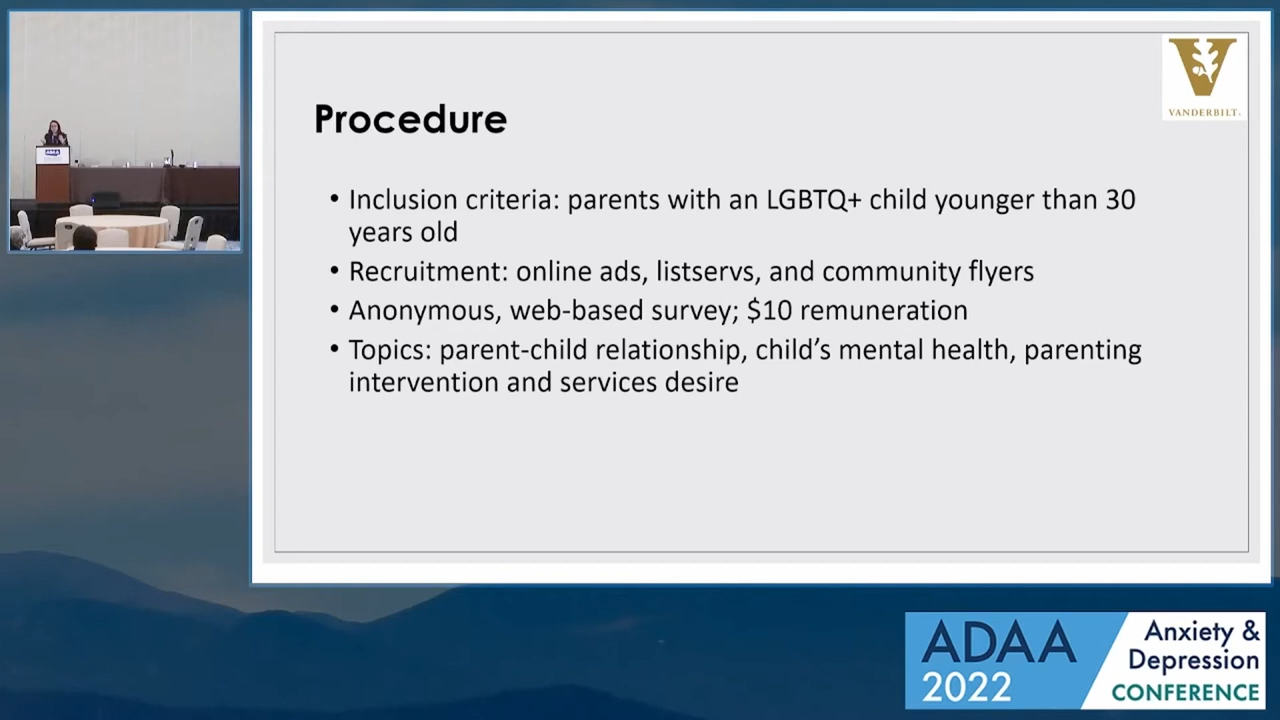 Procedure
VANDERBILT
• Inclusion criteria: parents with an LGBTQ+ child younger than 30
years old
• Recruitment: online ads, listservs, and community flyers
• Anonymous, web-based survey; $10 remuneration
• Topics: parent-child relationship, child’s mental health, parenting
intervention and services desire
ADAA
2022
Anxiety &
Depression
CONFERENCE